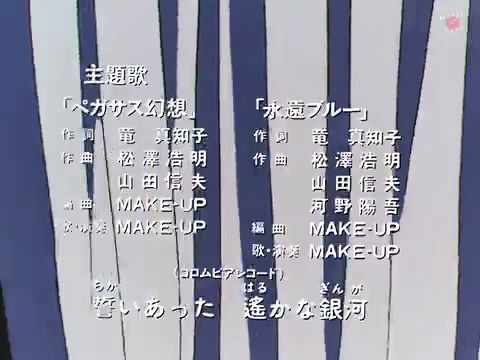 主題歌
「ペガサス幻想」
作詞 竜 真知子
作曲 松澤浩明
山田信夫
編曲 MAKE-UP
歌・演奏 MAKE-UP
「永遠ブルー」
作詞 竜 真知子
作曲 松澤浩明
山田信夫
河野陽吾
編曲 MAKE-UP
歌・演奏 MAKE-UP
(コロムビアレコード)
ちか はる ぎんが
誓いあった 遙かな銀河